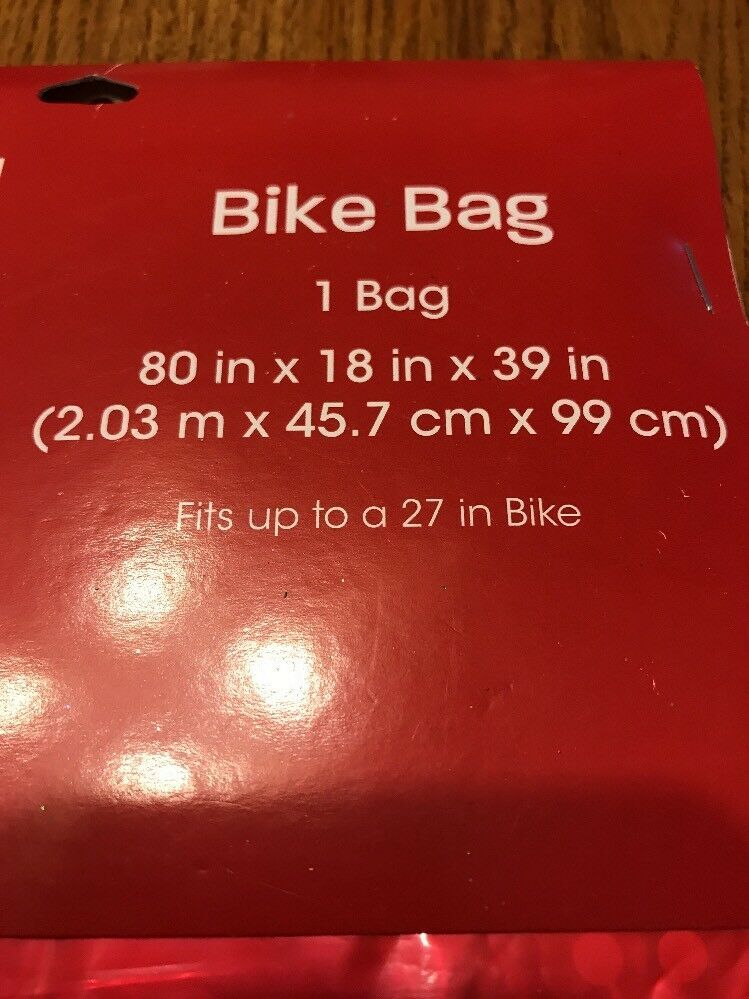 Bike Bag
1 Bag
80 in x 18 in x 39 in
(2.03 m x 45.7 cm x 99 cm)
Fits up to a 27 in Bike